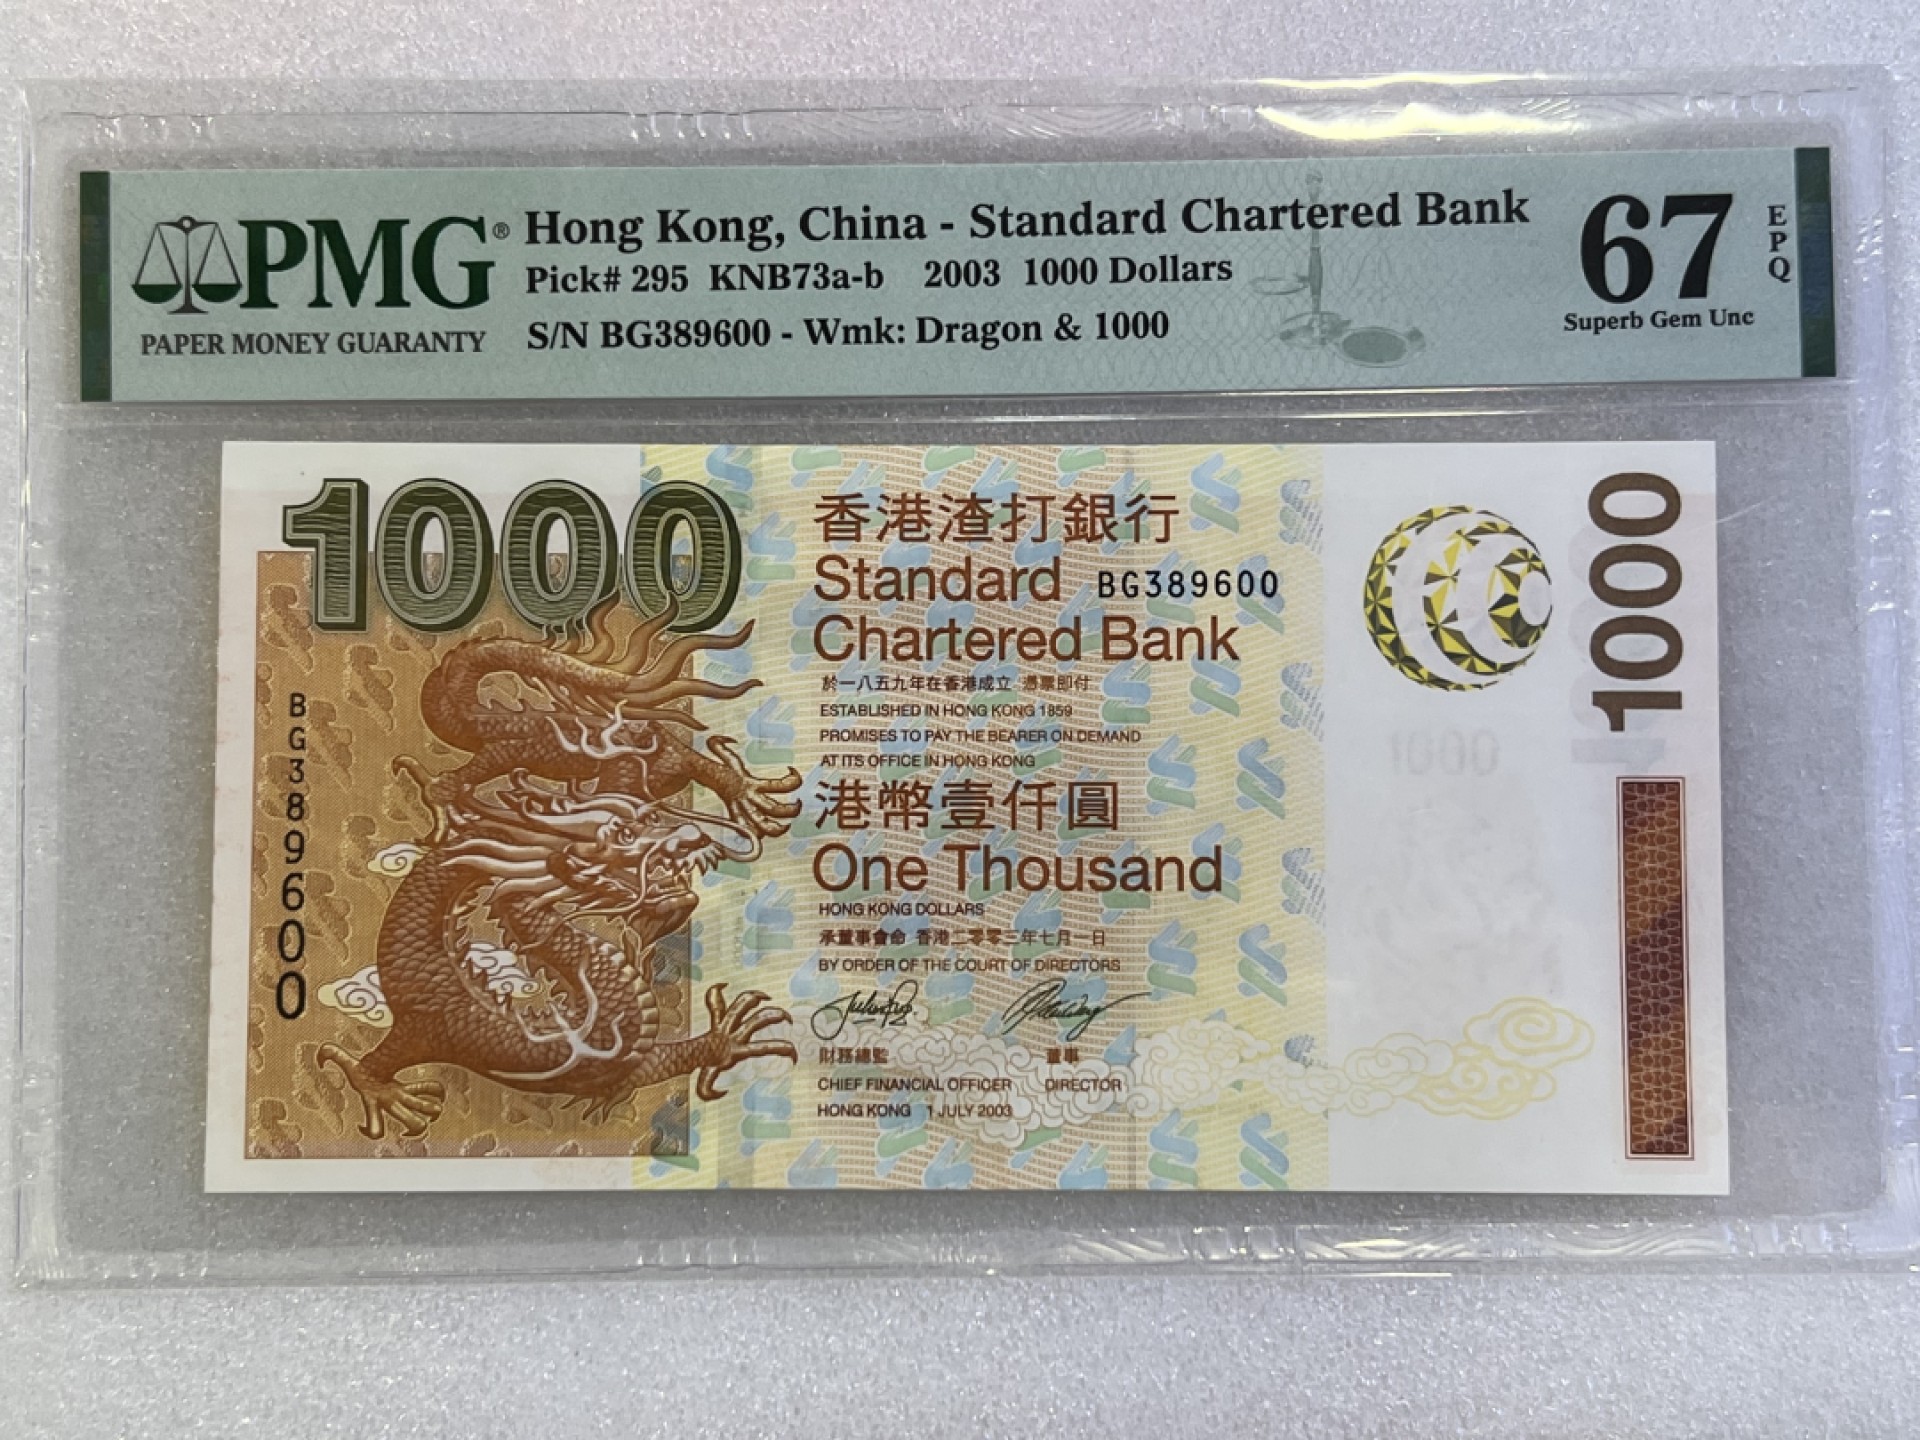 PMG®
PAPER MONEY GUARANTY
Hong Kong, China - Standard Chartered Bank
Pick# 295 KNB73a-b 2003 1000 Dollars
S/N BG389600 - Wmk: Dragon & 1000
67
EPQ
Superb Gem Unc
1000
香港渣打銀行
Standard
Chartered Bank
BG389600
於一八五九年在香港成立 憑票即付
ESTABLISHED IN HONG KONG 1859
PROMISES TO PAY THE BEARER ON DEMAND
AT ITS OFFICE IN HONG KONG
港幣壹仟圓
One Thousand
HONG KONG DOLLARS
承董事會命 香港二零零三年七月一日
BY ORDER OF THE COURT OF DIRECTORS
財務總監 董事
CHIEF FINANCIAL OFFICER DIRECTOR
HONG KONG 1 JULY 2003
BG389600
1000
1000